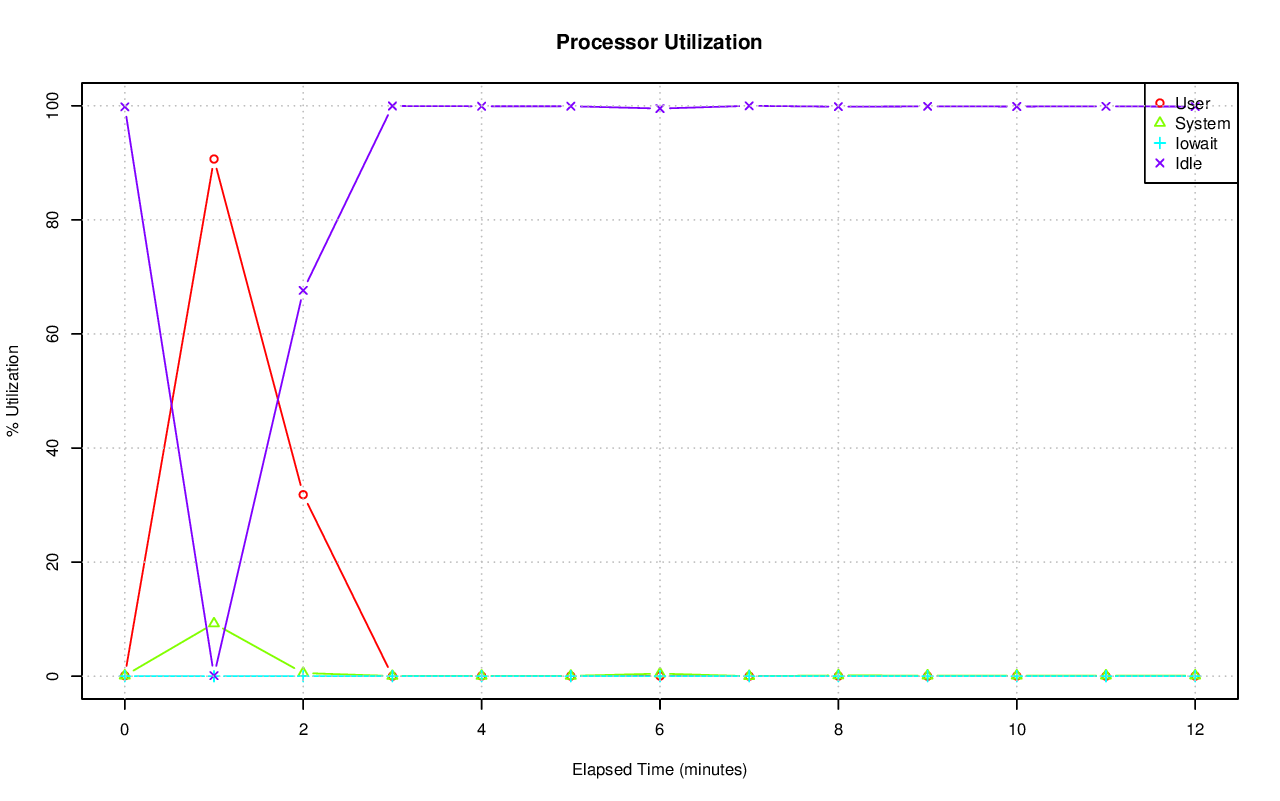 Processor Utilization
% Utilization
100
80
60
40
20
0
User
System
Iowait
Idle
0 2 4 6 8 10 12
Elapsed Time (minutes)